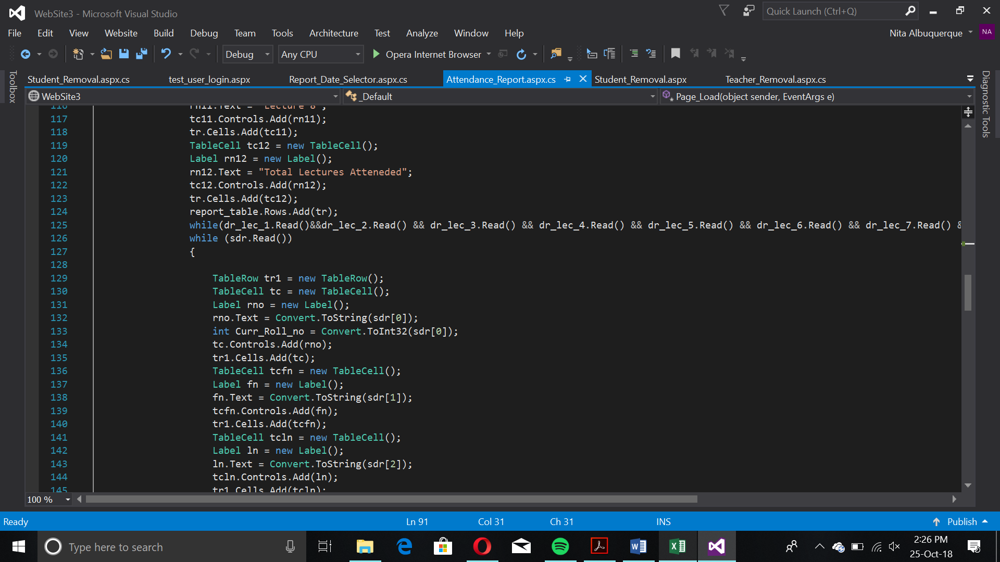 WebSite3 - Microsoft Visual Studio
Quick Launch (Ctrl+Q)
File Edit View Website Build Debug Team Tools Architecture Test Analyze Window Help
Nita Albuquerque NA
Debug Any CPU Opera Internet Browser
Toolbox
Student_Removal.aspx.cs test_user_login.aspx Report_Date_Selector.aspx.cs Attendance_Report.aspx.cs Student_Removal.aspx Teacher_Removal.aspx.cs
Diagnostic Tools
WebSite3 _Default Page_Load(object sender, EventArgs e)
116 rn11.Text = "Lecture 8";
117 tc11.Controls.Add(rn11);
118 tr.Cells.Add(tc11);
119 TableCell tc12 = new TableCell();
120 Label rn12 = new Label();
121 rn12.Text = "Total Lectures Atteneded";
122 tc12.Controls.Add(rn12);
123 tr.Cells.Add(tc12);
124 report_table.Rows.Add(tr);
125 while(dr_lec_1.Read()&&dr_lec_2.Read() && dr_lec_3.Read() && dr_lec_4.Read() && dr_lec_5.Read() && dr_lec_6.Read() && dr_lec_7.Read() &
126 while (sdr.Read())
127 {
128
129 TableRow tr1 = new TableRow();
130 TableCell tc = new TableCell();
131 Label rno = new Label();
132 rno.Text = Convert.ToString(sdr[0]);
133 int Curr_Roll_no = Convert.ToInt32(sdr[0]);
134 tc.Controls.Add(rno);
135 tr1.Cells.Add(tc);
136 TableCell tcfn = new TableCell();
137 Label fn = new Label();
138 fn.Text = Convert.ToString(sdr[1]);
139 tcfn.Controls.Add(fn);
140 tr1.Cells.Add(tcfn);
141 TableCell tcln = new TableCell();
142 Label ln = new Label();
143 ln.Text = Convert.ToString(sdr[2]);
144 tcln.Controls.Add(ln);
145 tr1.Cells.Add(tcln);
100 %
Ready Ln 91 Col 31 Ch 31 INS Publish
Type here to search
2:26 PM
25-Oct-18